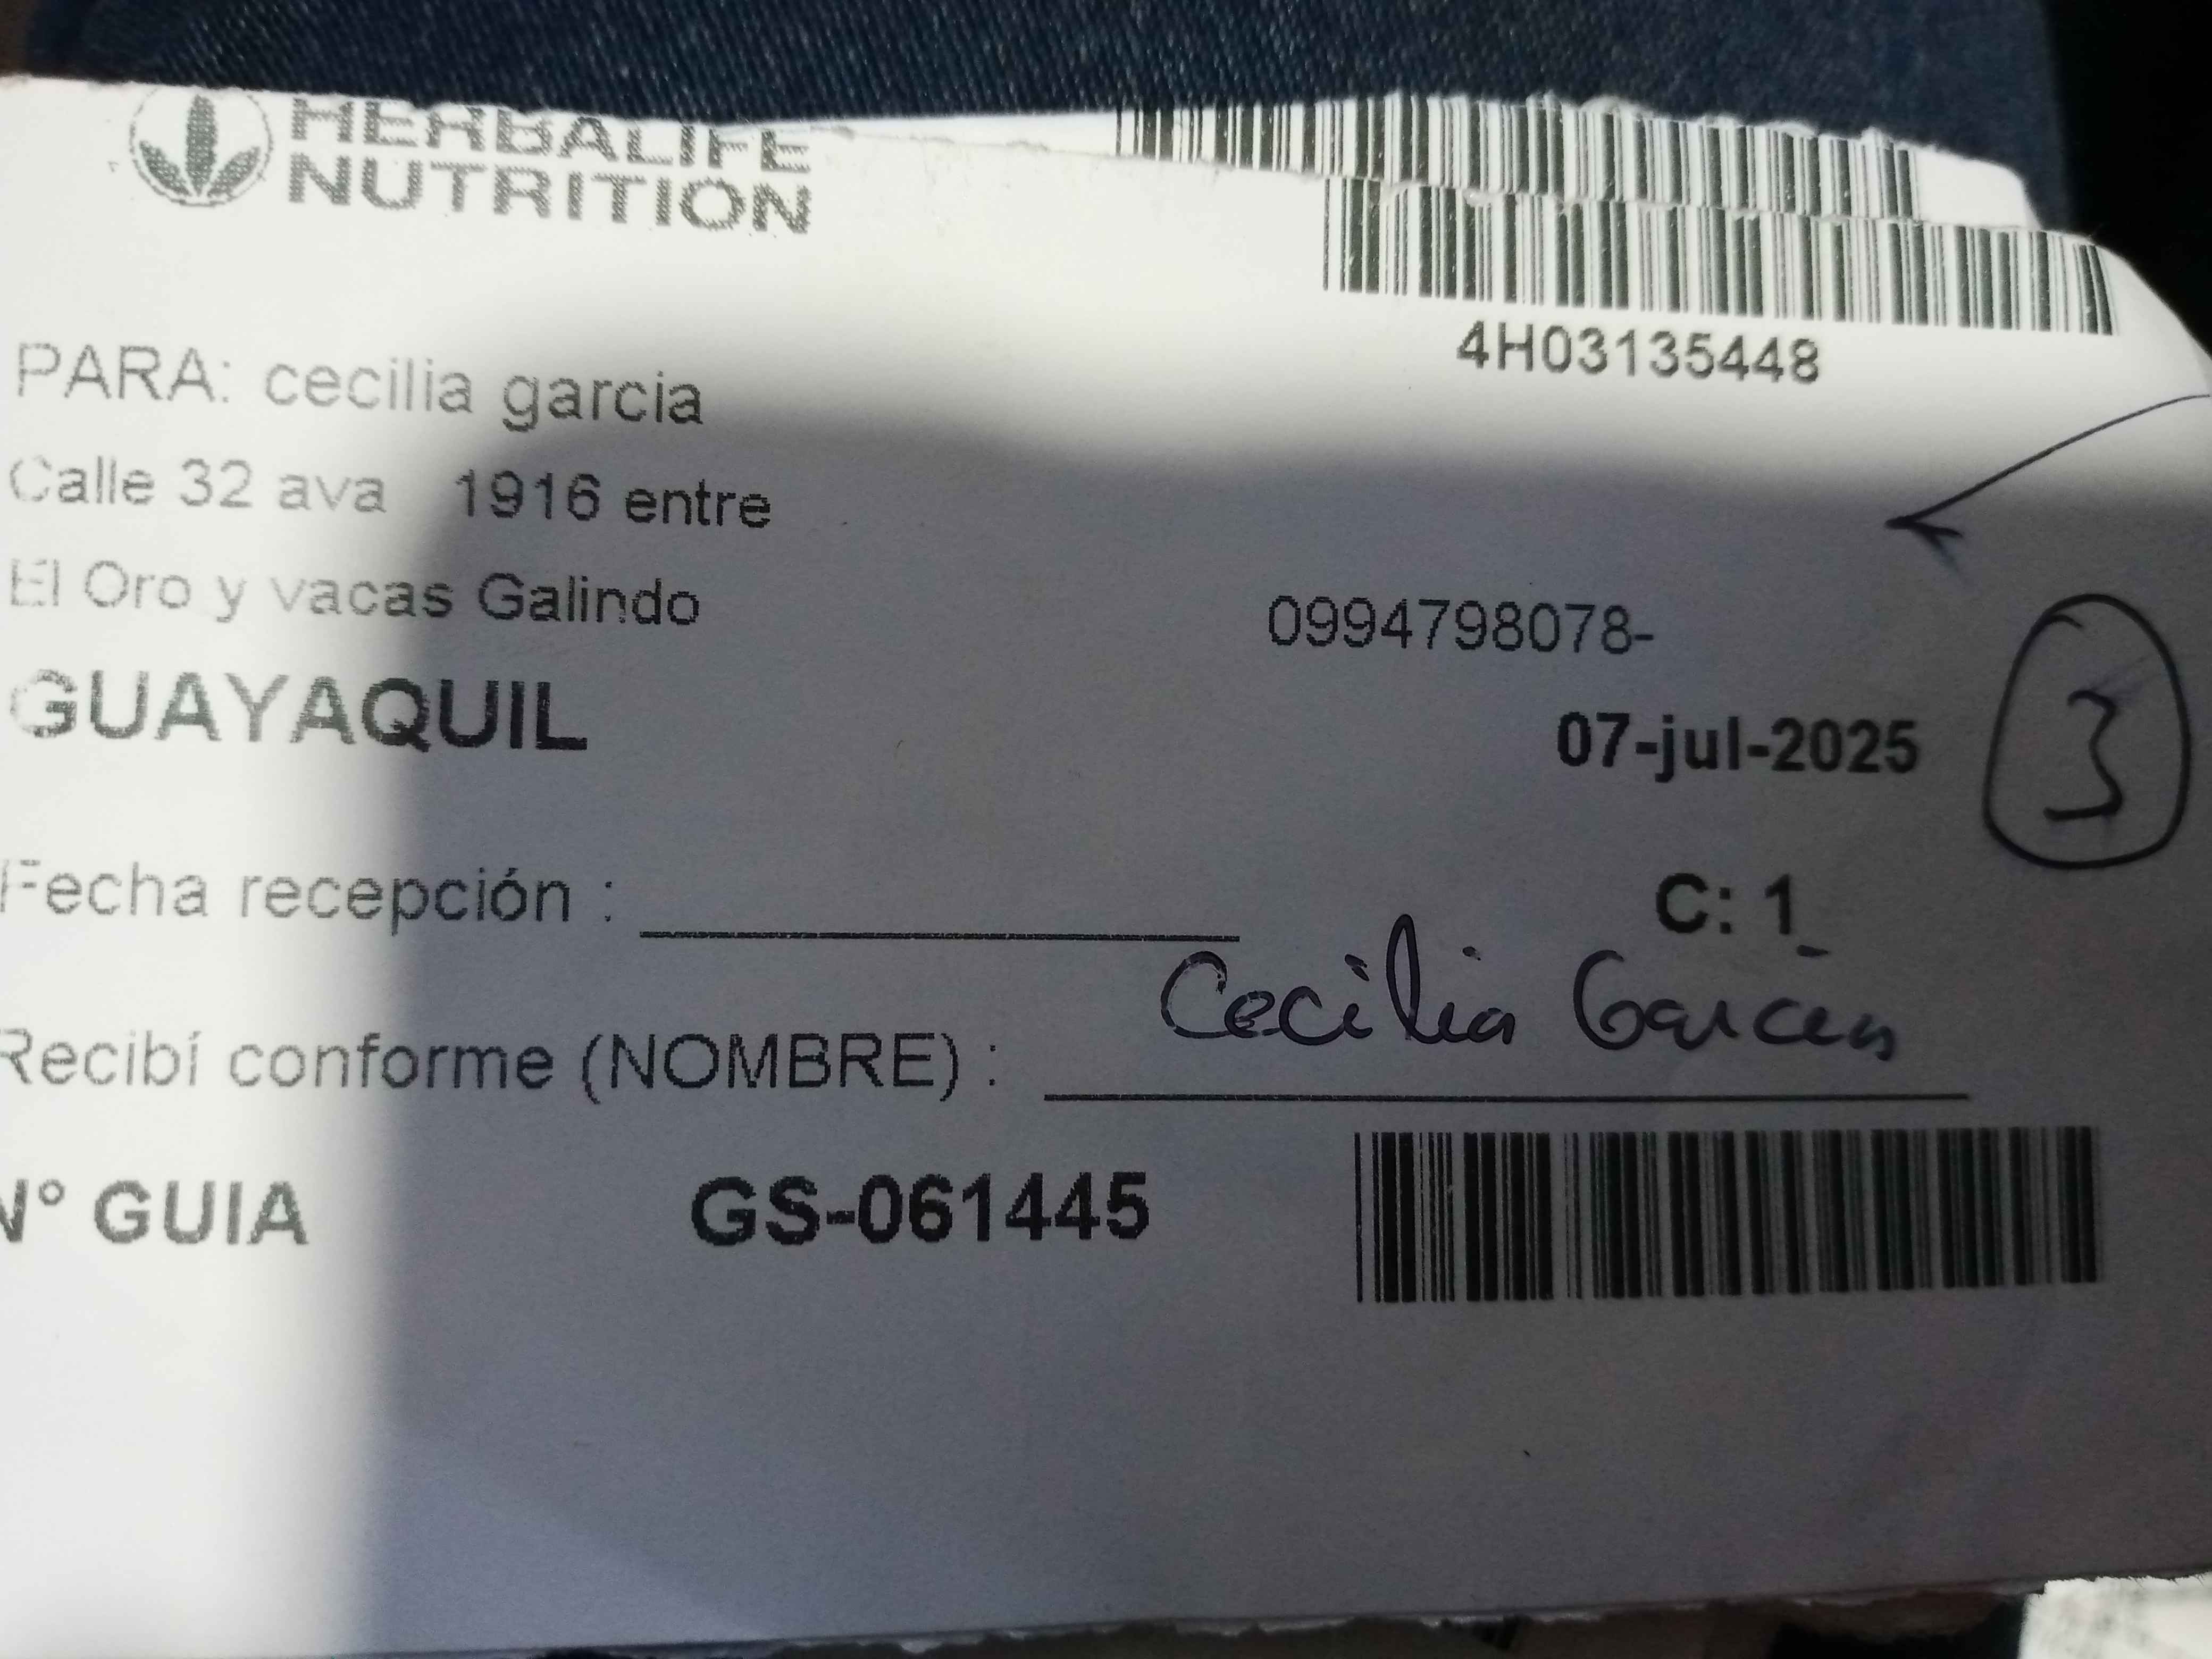 HERBALIFE
NUTRITION
4H03135448
PARA: cecilia garcia
Calle 32 ava 1916 entre
El Oro y vacas Galindo
0994798078-
GUAYAQUIL
07-jul-2025
3
Fecha recepción :
C: 1
Recibí conforme (NOMBRE) : Cecilia Garcia
N° GUIA GS-061445